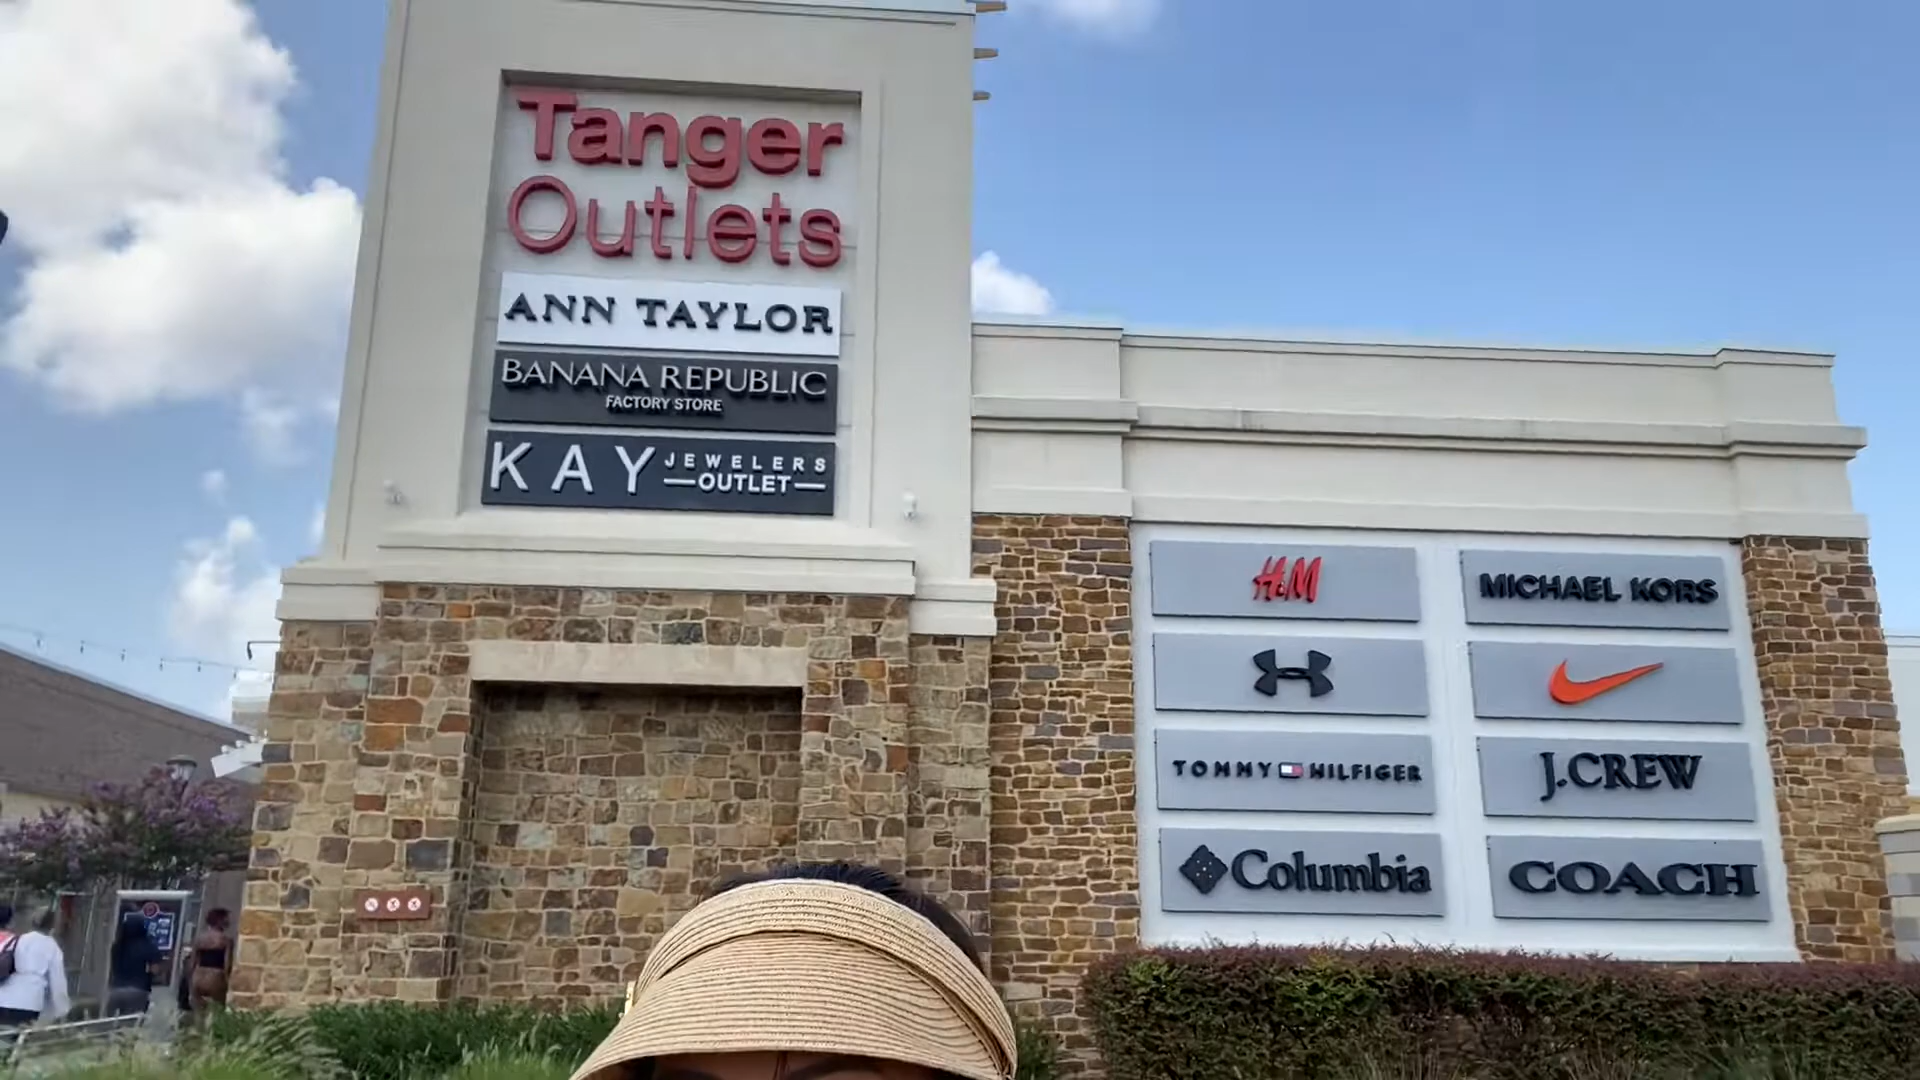 Tanger
Outlets
ANN TAYLOR
BANANA REPUBLIC
FACTORY STORE
KAY JEWELERS
OUTLET
H&M
MICHAEL KORS
TOMMY HILFIGER
J.CREW
Columbia
COACH